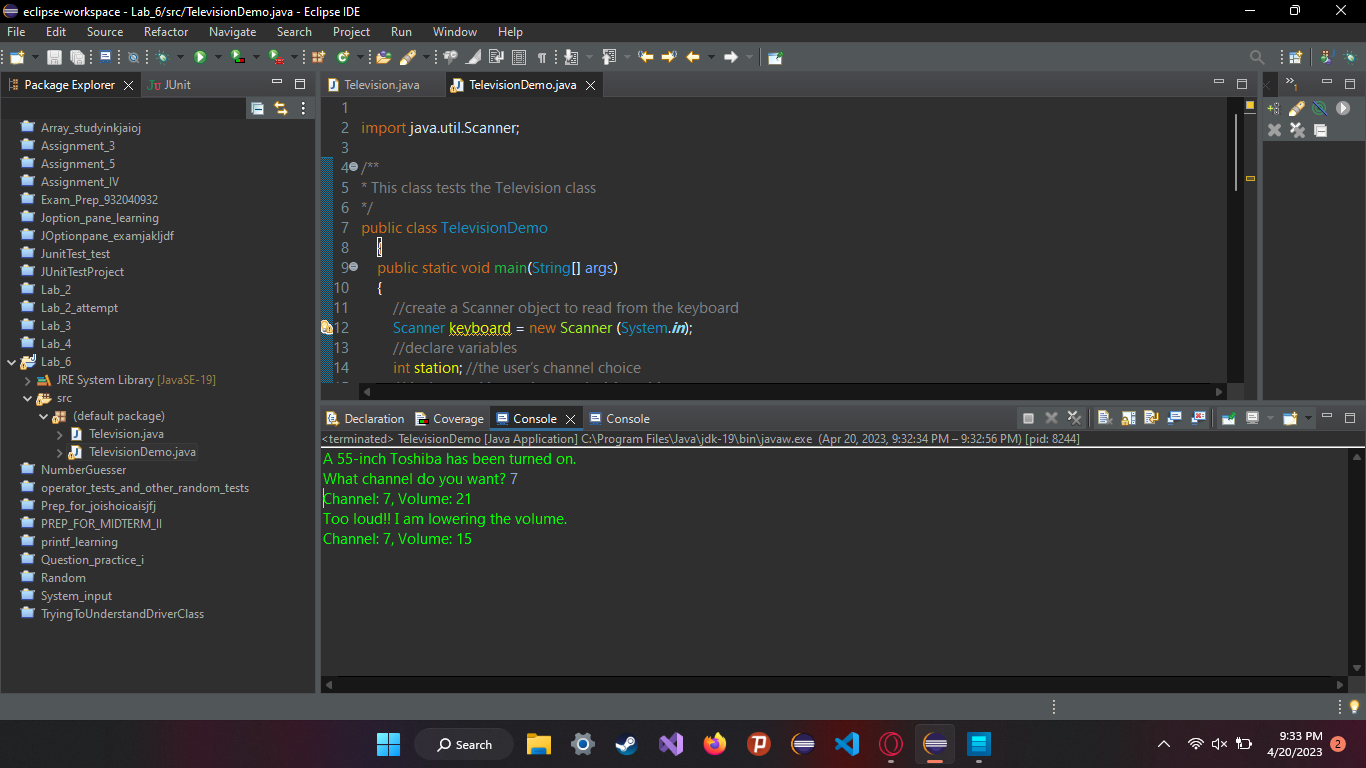 eclipse-workspace - Lab_6/src/TelevisionDemo.java - Eclipse IDE
File Edit Source Refactor Navigate Search Project Run Window Help
Package Explorer JUnit
Array_studyinkjaioj
Assignment_3
Assignment_5
Assignment_IV
Exam_Prep_932040932
Joption_pane_learning
JOptionpane_examjakljdf
JunitTest_test
JUNitTestProject
Lab_2
Lab_2_attempt
Lab_3
Lab_4
Lab_6
JRE System Library [JavaSE-19]
src
(default package)
Television.java
TelevisionDemo.java
NumberGuesser
operator_tests_and_other_random_tests
Prep_for_joishoioaisjfj
PREP_FOR_MIDTERM_II
printf_learning
Question_practice_i
Random
System_input
TryingToUnderstandDriverClass
Television.java TelevisionDemo.java
1
2 import java.util.Scanner;
3
4 /**
5 * This class tests the Television class
6 */
7 public class TelevisionDemo
8 {
9 public static void main(String[] args)
10 {
11 //create a Scanner object to read from the keyboard
12 Scanner keyboard = new Scanner (System.in);
13 //declare variables
14 int station; //the user's channel choice
Declaration Coverage Console Console
<terminated> TelevisionDemo [Java Application] C:\Program Files\Java\jdk-19\bin\javaw.exe (Apr 20, 2023, 9:32:34 PM – 9:32:56 PM) [pid: 8244]
A 55-inch Toshiba has been turned on.
What channel do you want? 7
Channel: 7, Volume: 21
Too loud!! I am lowering the volume.
Channel: 7, Volume: 15
Search
9:33 PM
4/20/2023
2